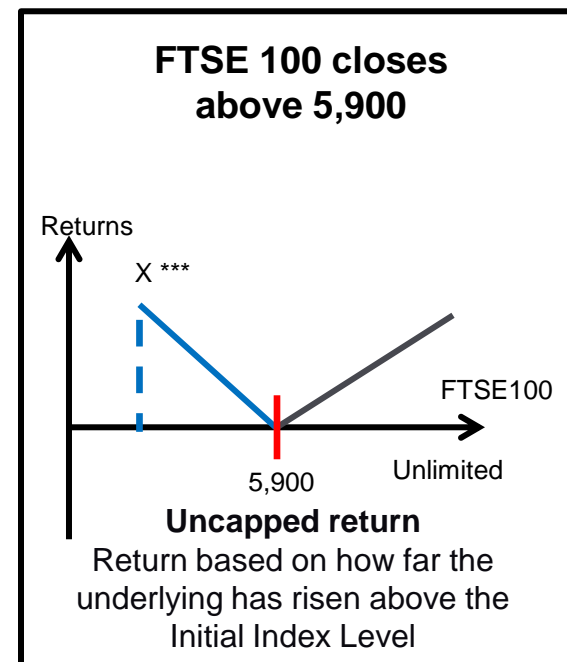 FTSE 100 closes
above 5,900
Returns
X ***
FTSE100
5,900
Unlimited
Uncapped return
Return based on how far the
underlying has risen above the
Initial Index Level